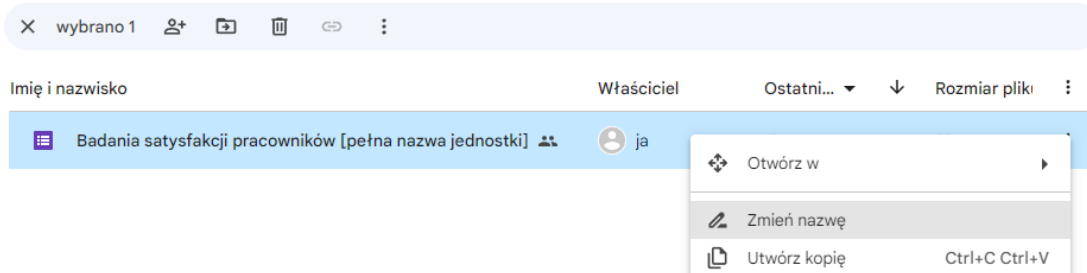 wybrano 1
Imię i nazwisko Właściciel Ostatni... Rozmiar pliku
Badania satysfakcji pracowników [pełna nazwa jednostki] ja
Otwórz w
Zmień nazwę
Utwórz kopię Ctrl+C Ctrl+V